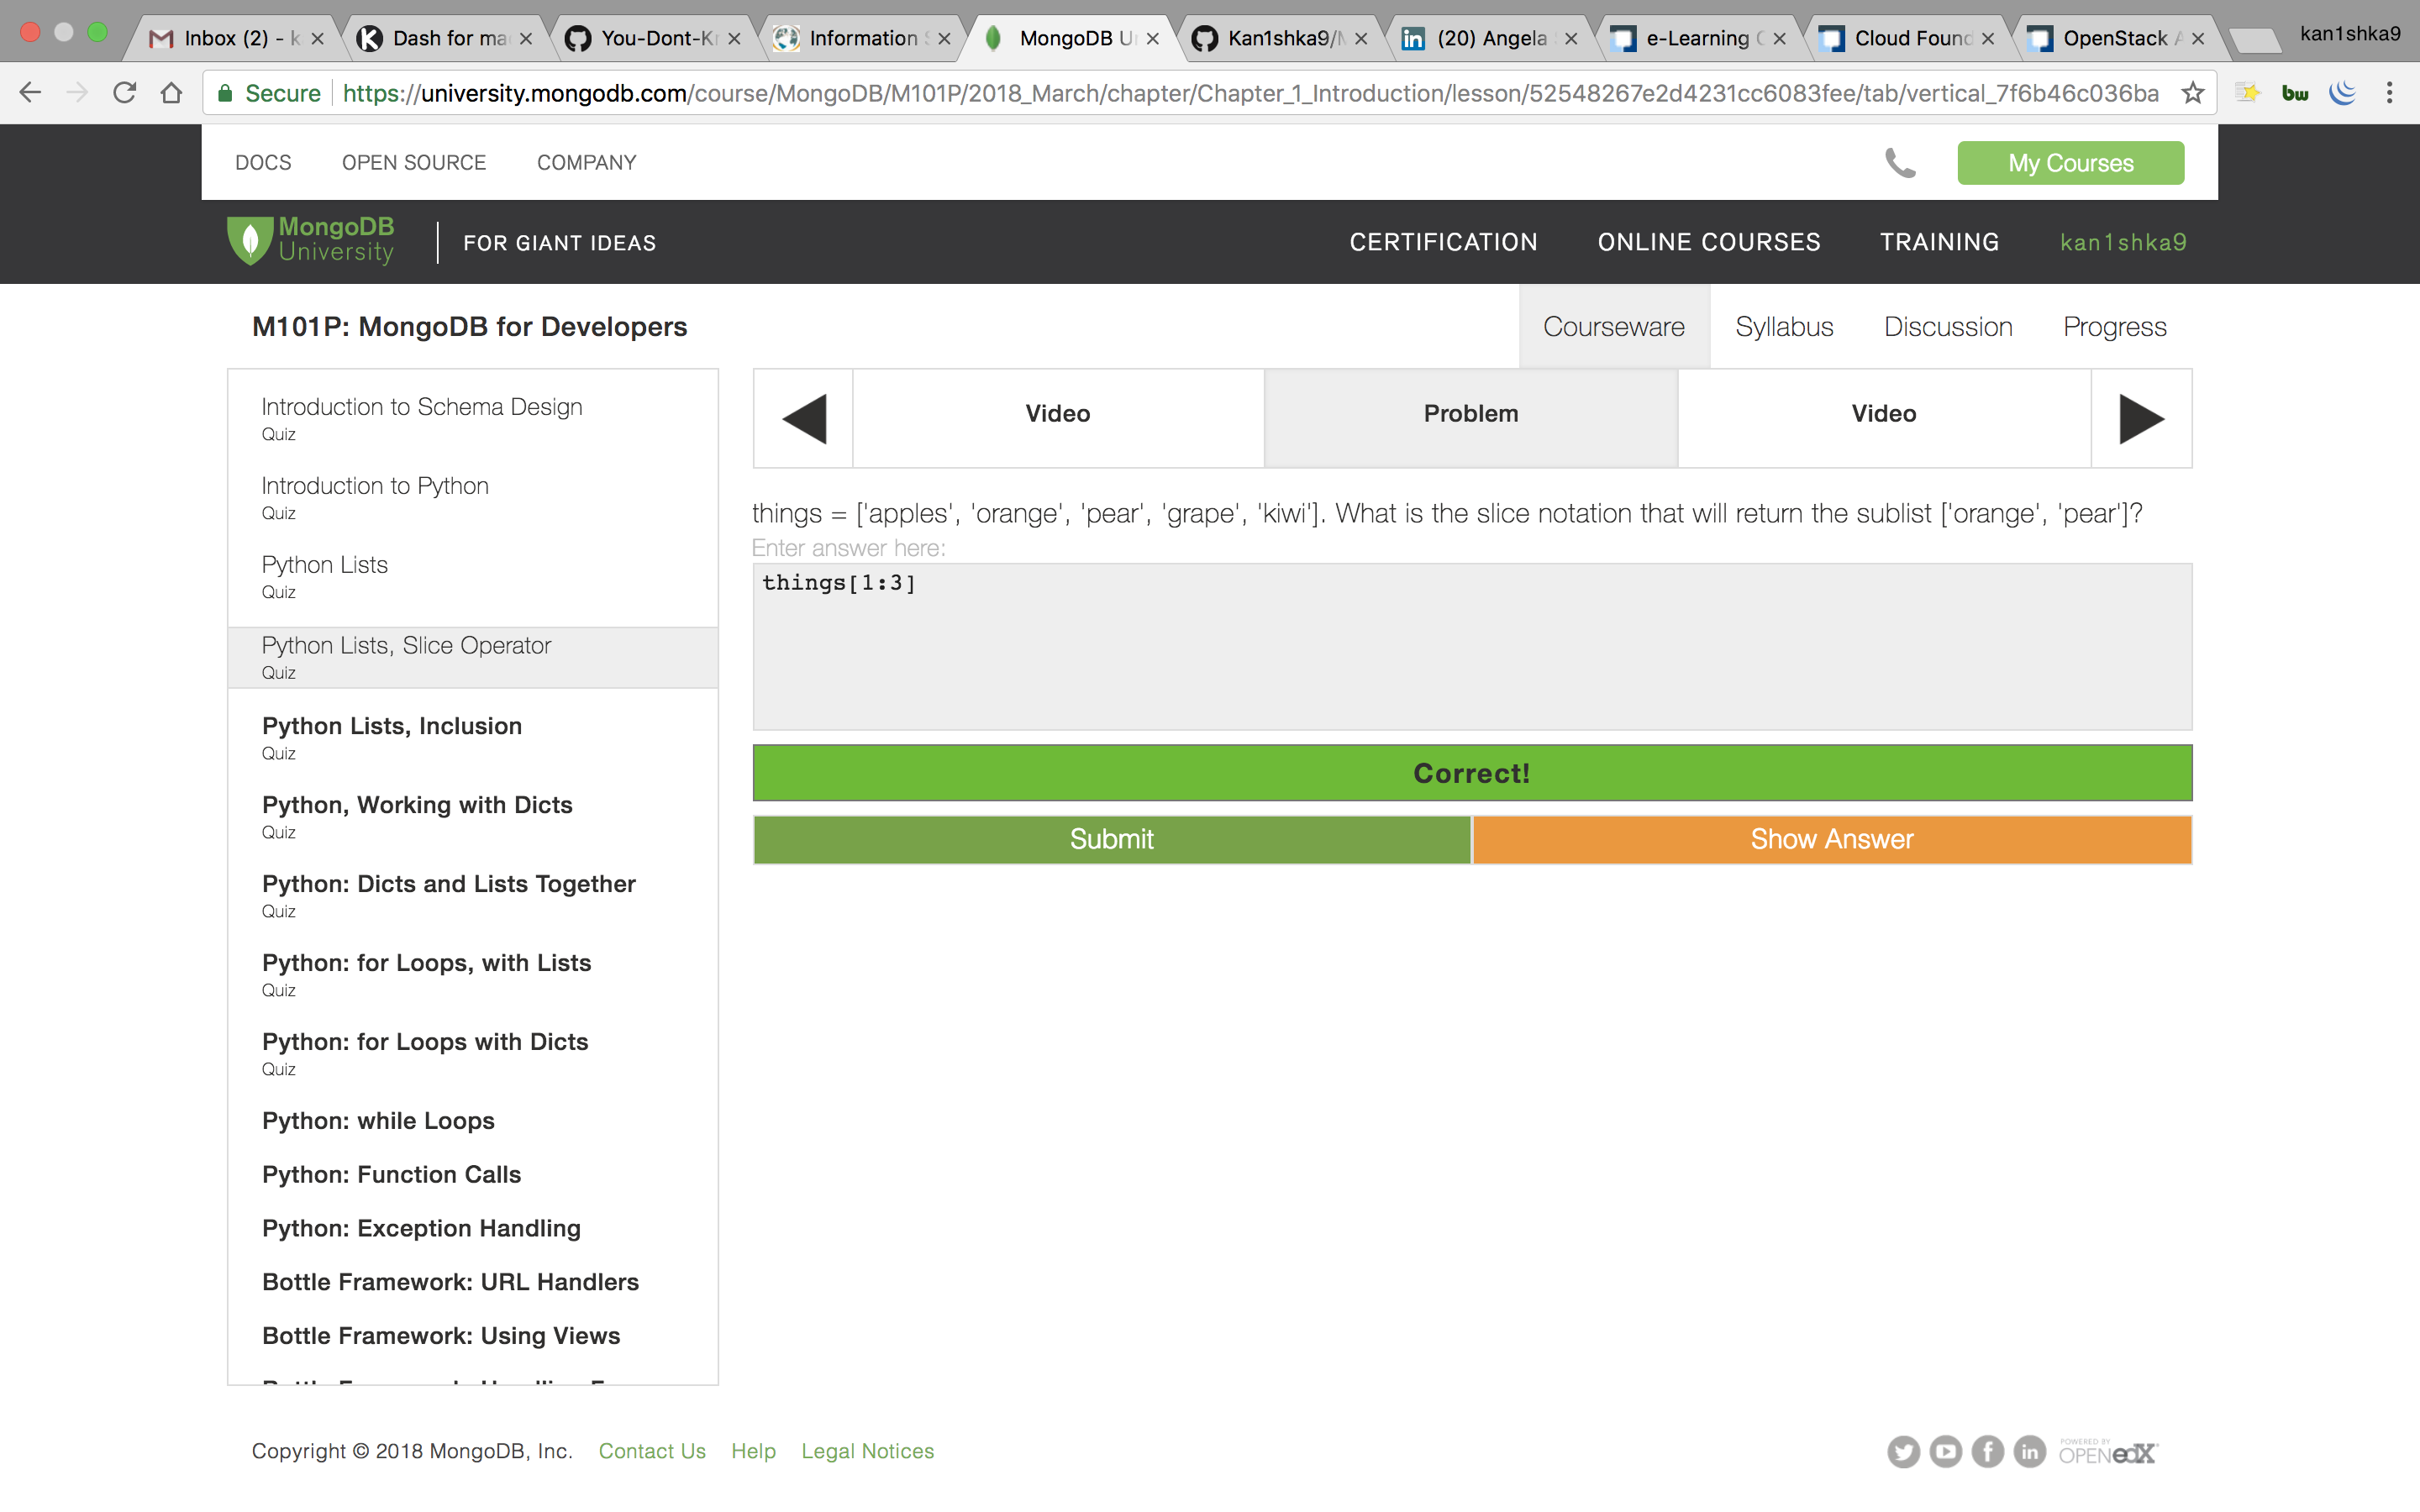 Inbox (2) - k
Dash for ma
You-Dont-Kr
Information S
MongoDB Un
Kan1shka9/M
(20) Angela
e-Learning C
Cloud Found
OpenStack A
kan1shka9
Secure
https://university.mongodb.com/course/MongoDB/M101P/2018_March/chapter/Chapter_1_Introduction/lesson/52548267e2d4231cc6083fee/tab/vertical_7f6b46c036ba
bw
DOCS
OPEN SOURCE
COMPANY
My Courses
MongoDB
University
FOR GIANT IDEAS
CERTIFICATION
ONLINE COURSES
TRAINING
kan1shka9
M101P: MongoDB for Developers
Courseware
Syllabus
Discussion
Progress
Introduction to Schema Design
Quiz
Introduction to Python
Quiz
Python Lists
Quiz
Python Lists, Slice Operator
Quiz
Python Lists, Inclusion
Quiz
Python, Working with Dicts
Quiz
Python: Dicts and Lists Together
Quiz
Python: for Loops, with Lists
Quiz
Python: for Loops with Dicts
Quiz
Python: while Loops
Python: Function Calls
Python: Exception Handling
Bottle Framework: URL Handlers
Bottle Framework: Using Views
Video
Problem
Video
things = ['apples', 'orange', 'pear', 'grape', 'kiwi']. What is the slice notation that will return the sublist ['orange', 'pear']?
Enter answer here:
things[1:3]
Correct!
Submit
Show Answer
Copyright © 2018 MongoDB, Inc.
Contact Us
Help
Legal Notices
POWERED BY
OPEN edX